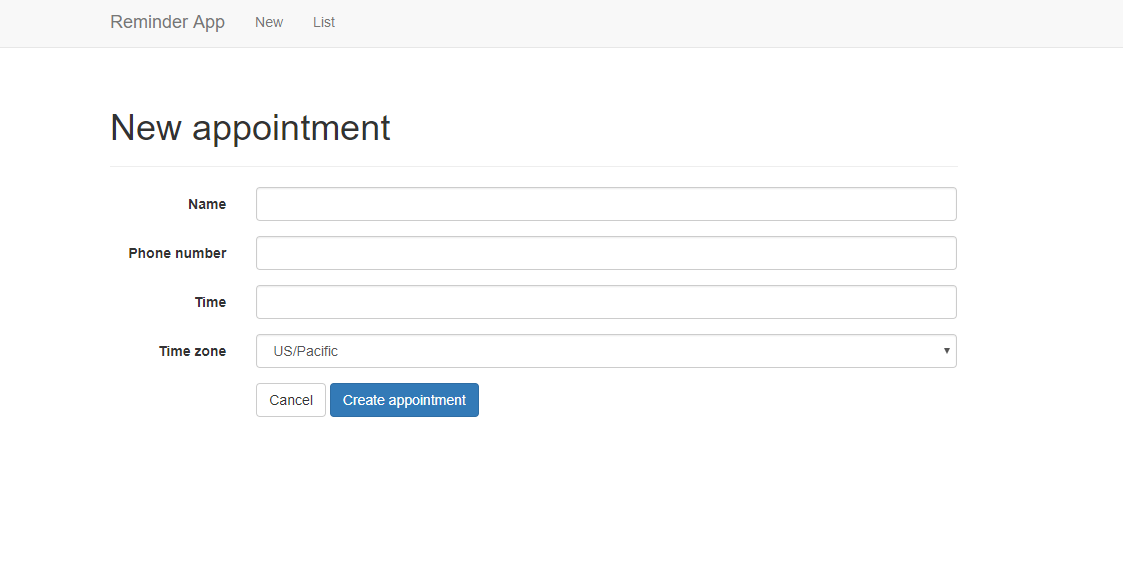 Reminder App New List
New appointment
Name
Phone number
Time
Time zone US/Pacific
Cancel Create appointment